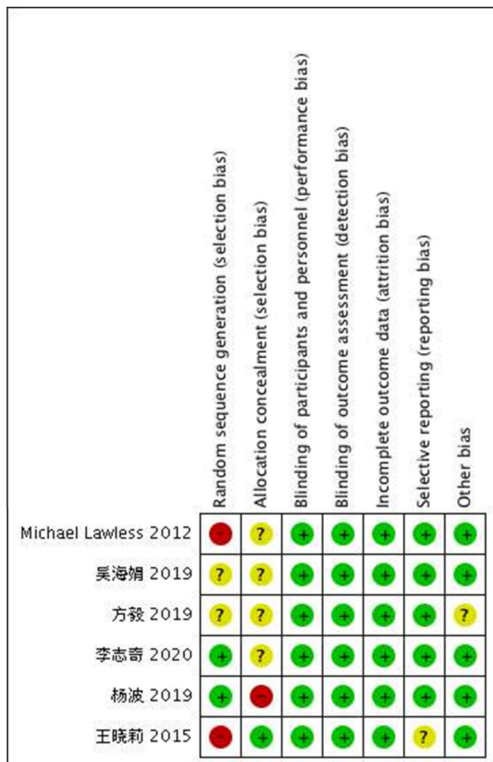 Random sequence generation (selection bias)
Allocation concealment (selection bias)
Blinding of participants and personnel (performance bias)
Blinding of outcome assessment (detection bias)
Incomplete outcome data (attrition bias)
Selective reporting (reporting bias)
Other bias
Michael Lawless 2012 - ? + + + + +
吴海娟 2019 ? ? + + + + +
方毅 2019 ? ? + + + + ?
李志奇 2020 + ? + + + + +
杨波 2019 + - + + + + +
王晓莉 2015 - + + + + ? +